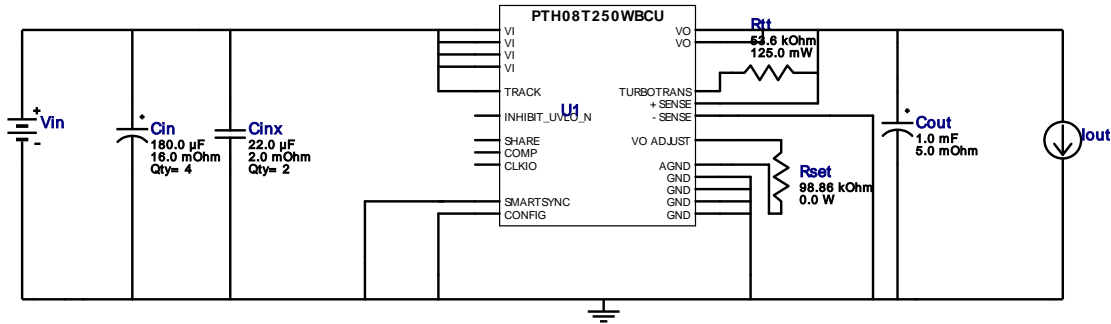 PTH08T250WBCU
Vin
+
-
+
Cin
180.0 µF
16.0 mOhm
Qty= 4
Cinx
22.0 µF
2.0 mOhm
Qty= 2
VI
VI
VI
VI
TRACK
INHIBIT_UVLO_N
SHARE
COMP
CLKIO
SMARTSYNC
CONFIG
U1
VO
VO
TURBOTRANS
+ SENSE
- SENSE
VO ADJUST
AGND
GND
GND
GND
GND
Rtt
53.6 kOhm
125.0 mW
Rset
98.86 kOhm
0.0 W
+
Cout
1.0 mF
5.0 mOhm
Iout